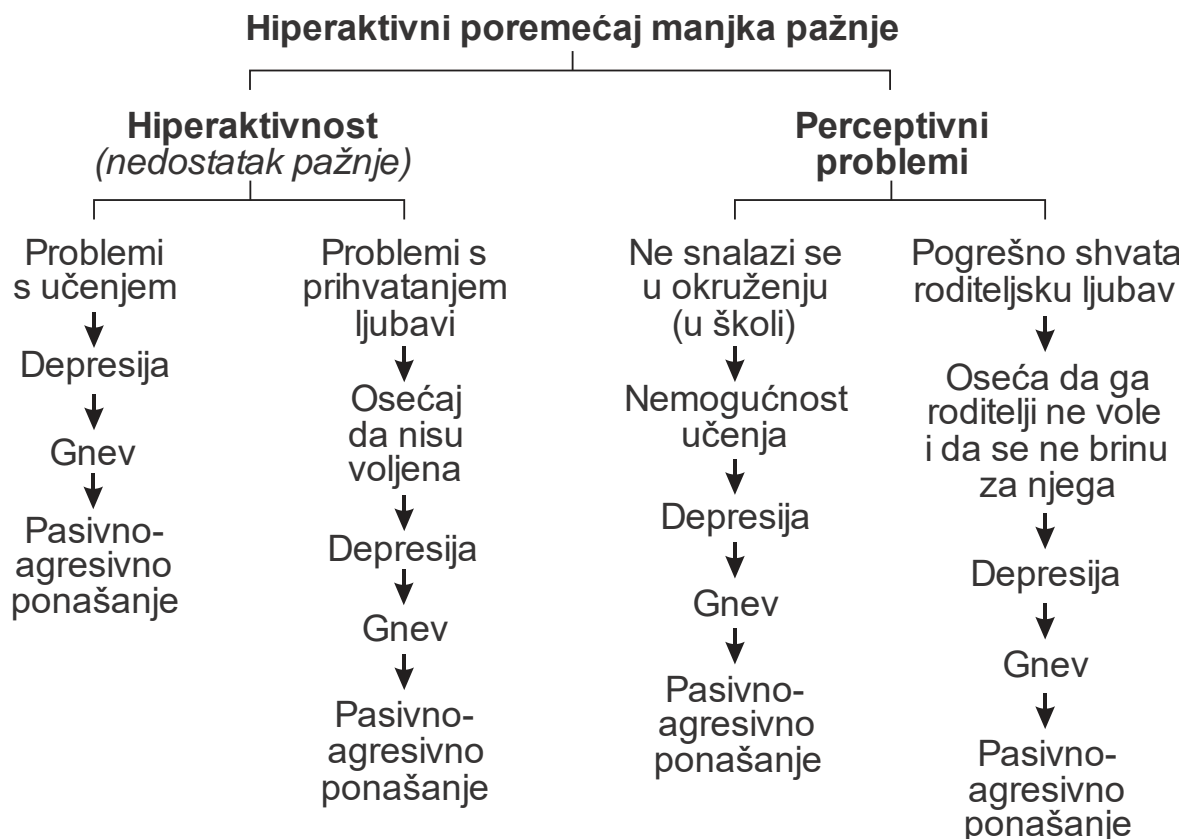 Hiperaktivni poremećaj manjka pažnje
Hiperaktivnost
(nedostatak pažnje)
Problemi
s učenjem
Depresija
Gnev
Pasivno-
agresivno
ponašanje
Problemi s
prihvatanjem
ljubavi
Osećaj
da nisu
voljena
Depresija
Gnev
Pasivno-
agresivno
ponašanje
Perceptivni
problemi
Ne snalazi se
u okruženju
(u školi)
Nemogućnost
učenja
Depresija
Gnev
Pasivno-
agresivno
ponašanje
Pogrešno shvata
roditeljsku ljubav
Oseća da ga
roditelji ne vole
i da se ne brinu
za njega
Depresija
Gnev
Pasivno-
agresivno
ponašanje